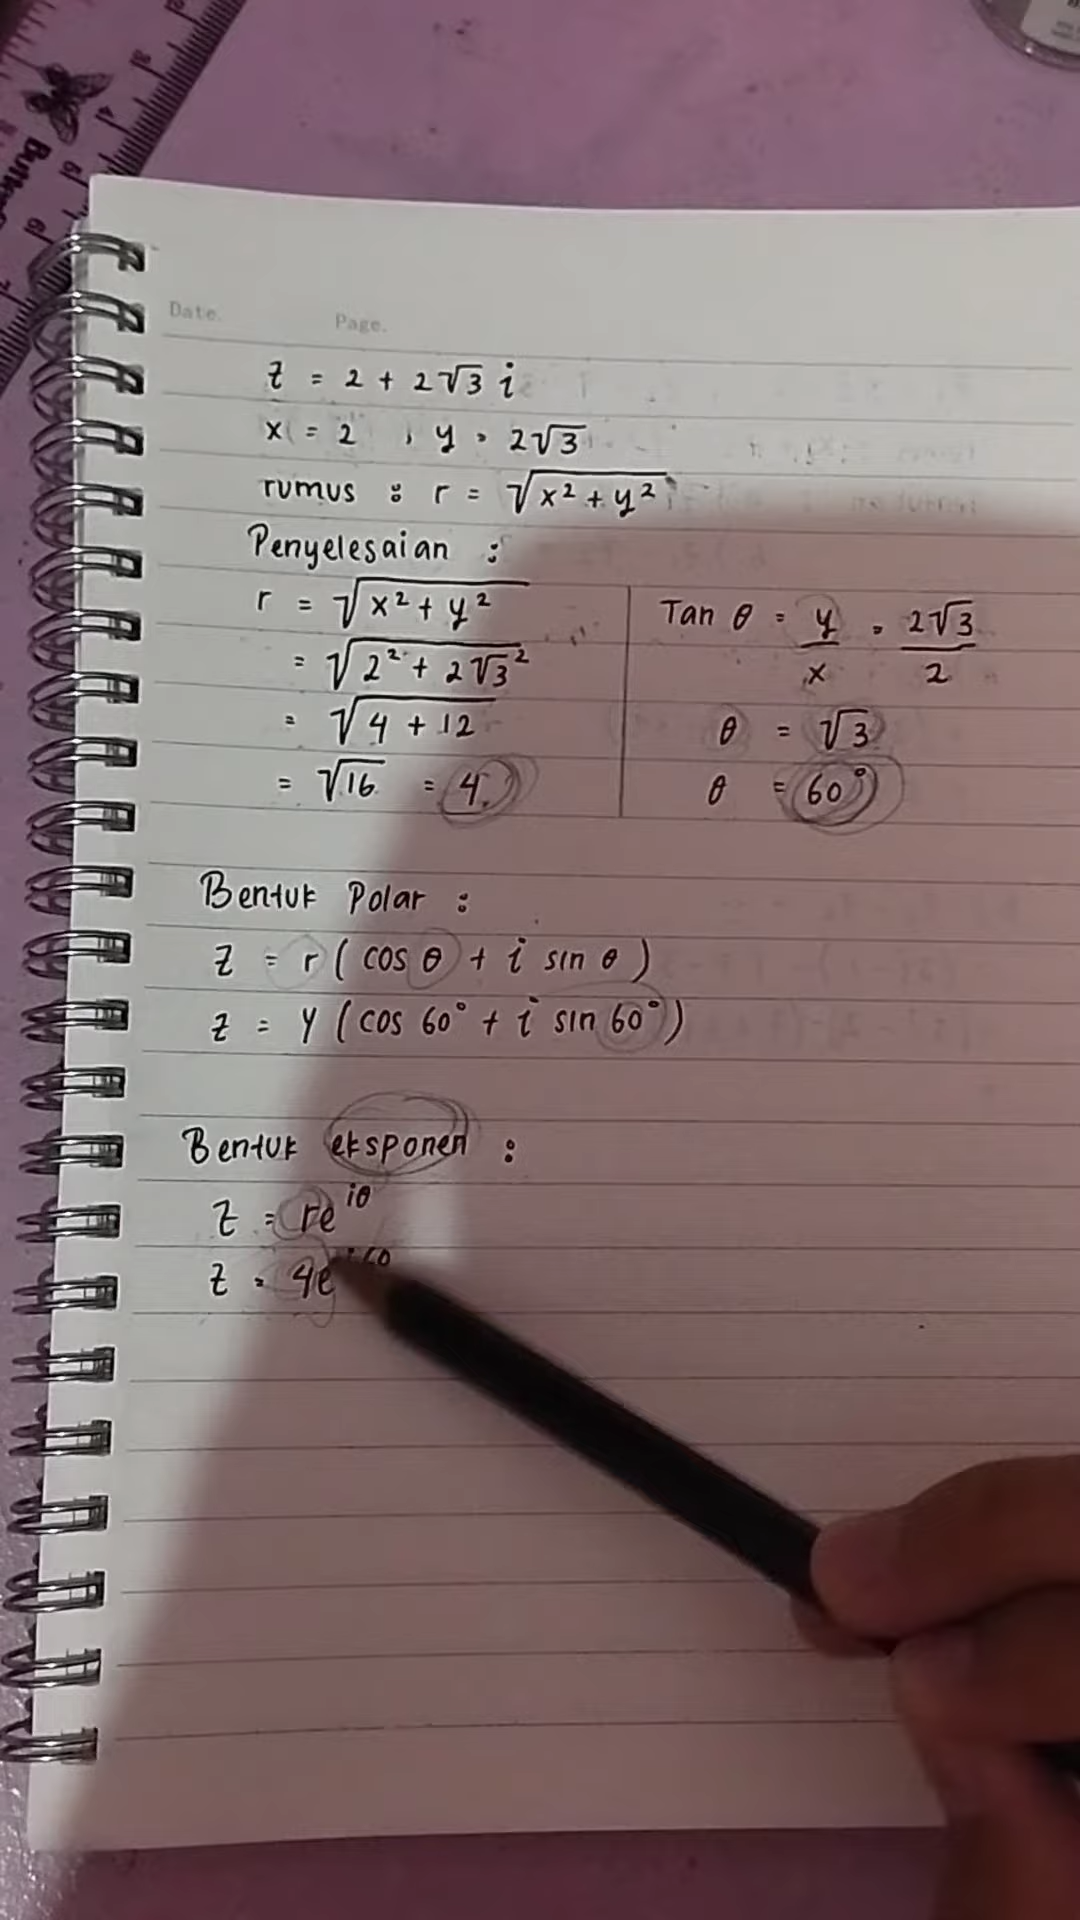 Date.
Page.
z = 2 + 2√3 i
x = 2 , y = 2√3
rumus : r = √x² + y²
Penyelesaian :
r = √x² + y²
= √2² + 2√3²
= √4 + 12
= √16 = 4
Tan θ = y/x = 2√3/2
θ = √3
θ = 60°
Bentuk Polar :
z = r ( cos θ + i sin θ )
z = y ( cos 60° + i sin 60° )
Bentuk eksponen :
z = re^iθ
z = 4e